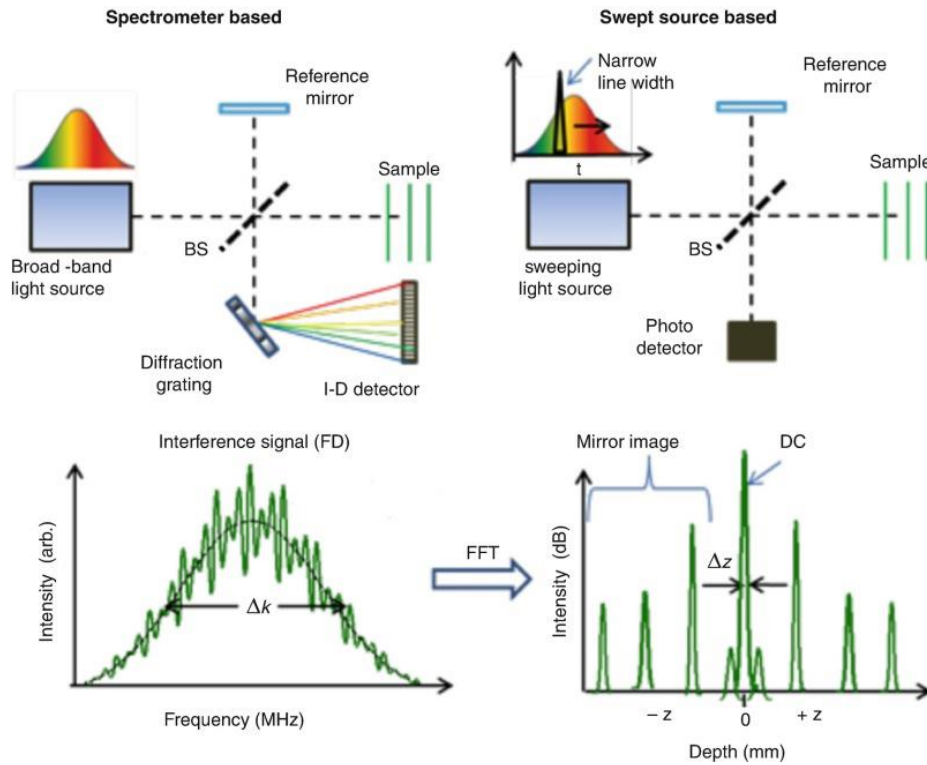 Spectrometer based
Reference
mirror
Sample
BS
Broad -band
light source
Diffraction
grating
I-D detector
Swept source based
Narrow
line width
t
Reference
mirror
Sample
BS
sweeping
light source
Photo
detector
Interference signal (FD)
Intensity (arb.)
Δk
Frequency (MHz)
FFT
Mirror image
DC
Intensity (dB)
Δz
– z
0
+ z
Depth (mm)